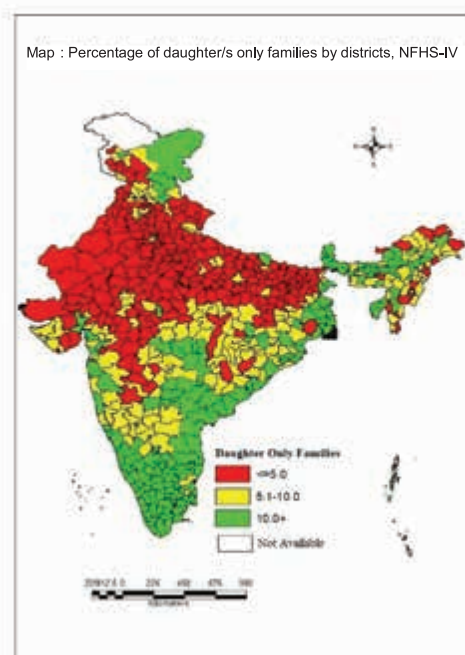 Map : Percentage of daughter/s only families by districts, NFHS-IV
Daughter Only Families
<=5.0
5.1-10.0
10.0+
Not Available